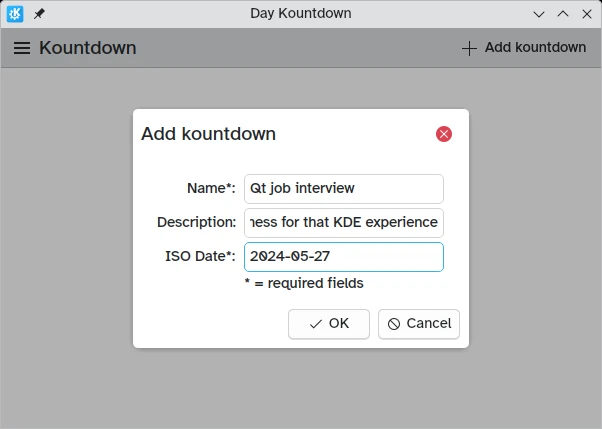 Day Kountdown
Kountdown
Add kountdown
Add kountdown
Name*: Qt job interview
Description: ness for that KDE experience
ISO Date*: 2024-05-27
* = required fields
OK Cancel